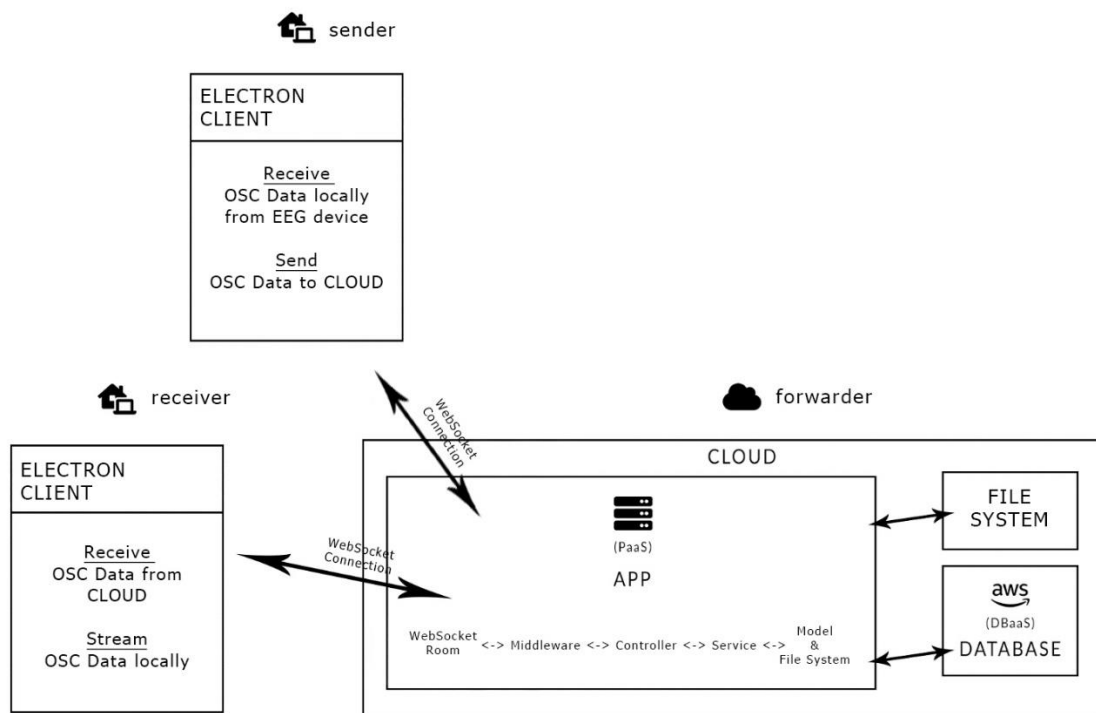 sender
ELECTRON
CLIENT
Receive
OSC Data locally
from EEG device
Send
OSC Data to CLOUD
WebSocket
Connection
receiver
ELECTRON
CLIENT
Receive
OSC Data from
CLOUD
Stream
OSC Data locally
WebSocket
Connection
forwarder
CLOUD
(PaaS)
APP
WebSocket
Room
<-> Middleware <-> Controller <-> Service <->
Model
&
File System
FILE
SYSTEM
aws
(DBaaS)
DATABASE